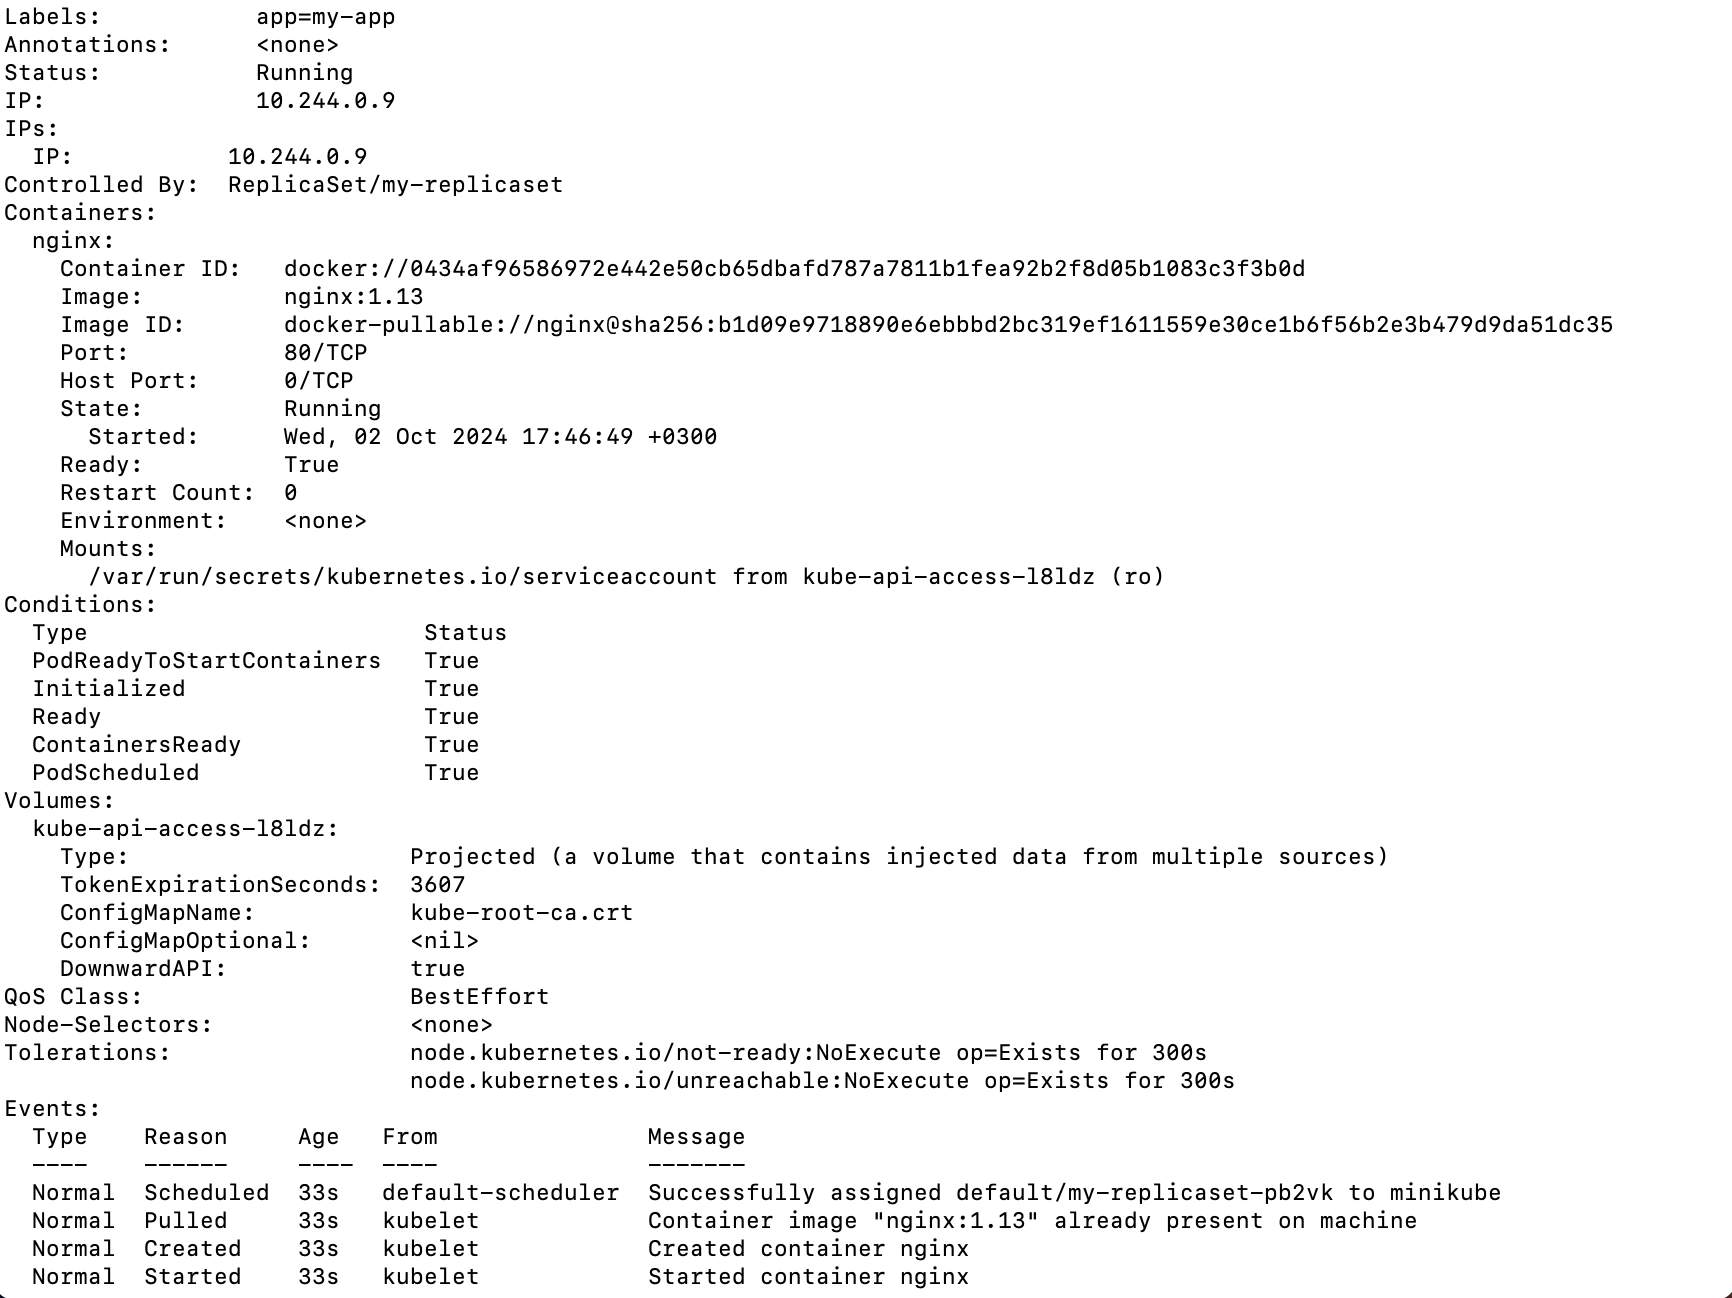 Labels:           app=my-app
Annotations:      <none>
Status:           Running
IP:               10.244.0.9
IPs:
  IP:           10.244.0.9
Controlled By:  ReplicaSet/my-replicaset
Containers:
  nginx:
    Container ID:   docker://0434af96586972e442e50cb65dbafd787a7811b1fea92b2f8d05b1083c3f3b0d
    Image:          nginx:1.13
    Image ID:       docker-pullable://nginx@sha256:b1d09e9718890e6ebbbd2bc319ef1611559e30ce1b6f56b2e3b479d9da51dc35
    Port:           80/TCP
    Host Port:      0/TCP
    State:          Running
      Started:      Wed, 02 Oct 2024 17:46:49 +0300
    Ready:          True
    Restart Count:  0
    Environment:    <none>
    Mounts:
      /var/run/secrets/kubernetes.io/serviceaccount from kube-api-access-l8ldz (ro)
Conditions:
  Type                        Status
  PodReadyToStartContainers   True
  Initialized                 True
  Ready                       True
  ContainersReady             True
  PodScheduled                True
Volumes:
  kube-api-access-l8ldz:
    Type:                    Projected (a volume that contains injected data from multiple sources)
    TokenExpirationSeconds:  3607
    ConfigMapName:           kube-root-ca.crt
    ConfigMapOptional:       <nil>
    DownwardAPI:             true
QoS Class:                   BestEffort
Node-Selectors:              <none>
Tolerations:                 node.kubernetes.io/not-ready:NoExecute op=Exists for 300s
                             node.kubernetes.io/unreachable:NoExecute op=Exists for 300s
Events:
  Type    Reason     Age   From               Message
  ----    ------     ----  ----               -------
  Normal  Scheduled  33s   default-scheduler  Successfully assigned default/my-replicaset-pb2vk to minikube
  Normal  Pulled     33s   kubelet            Container image "nginx:1.13" already present on machine
  Normal  Created    33s   kubelet            Created container nginx
  Normal  Started    33s   kubelet            Started container nginx